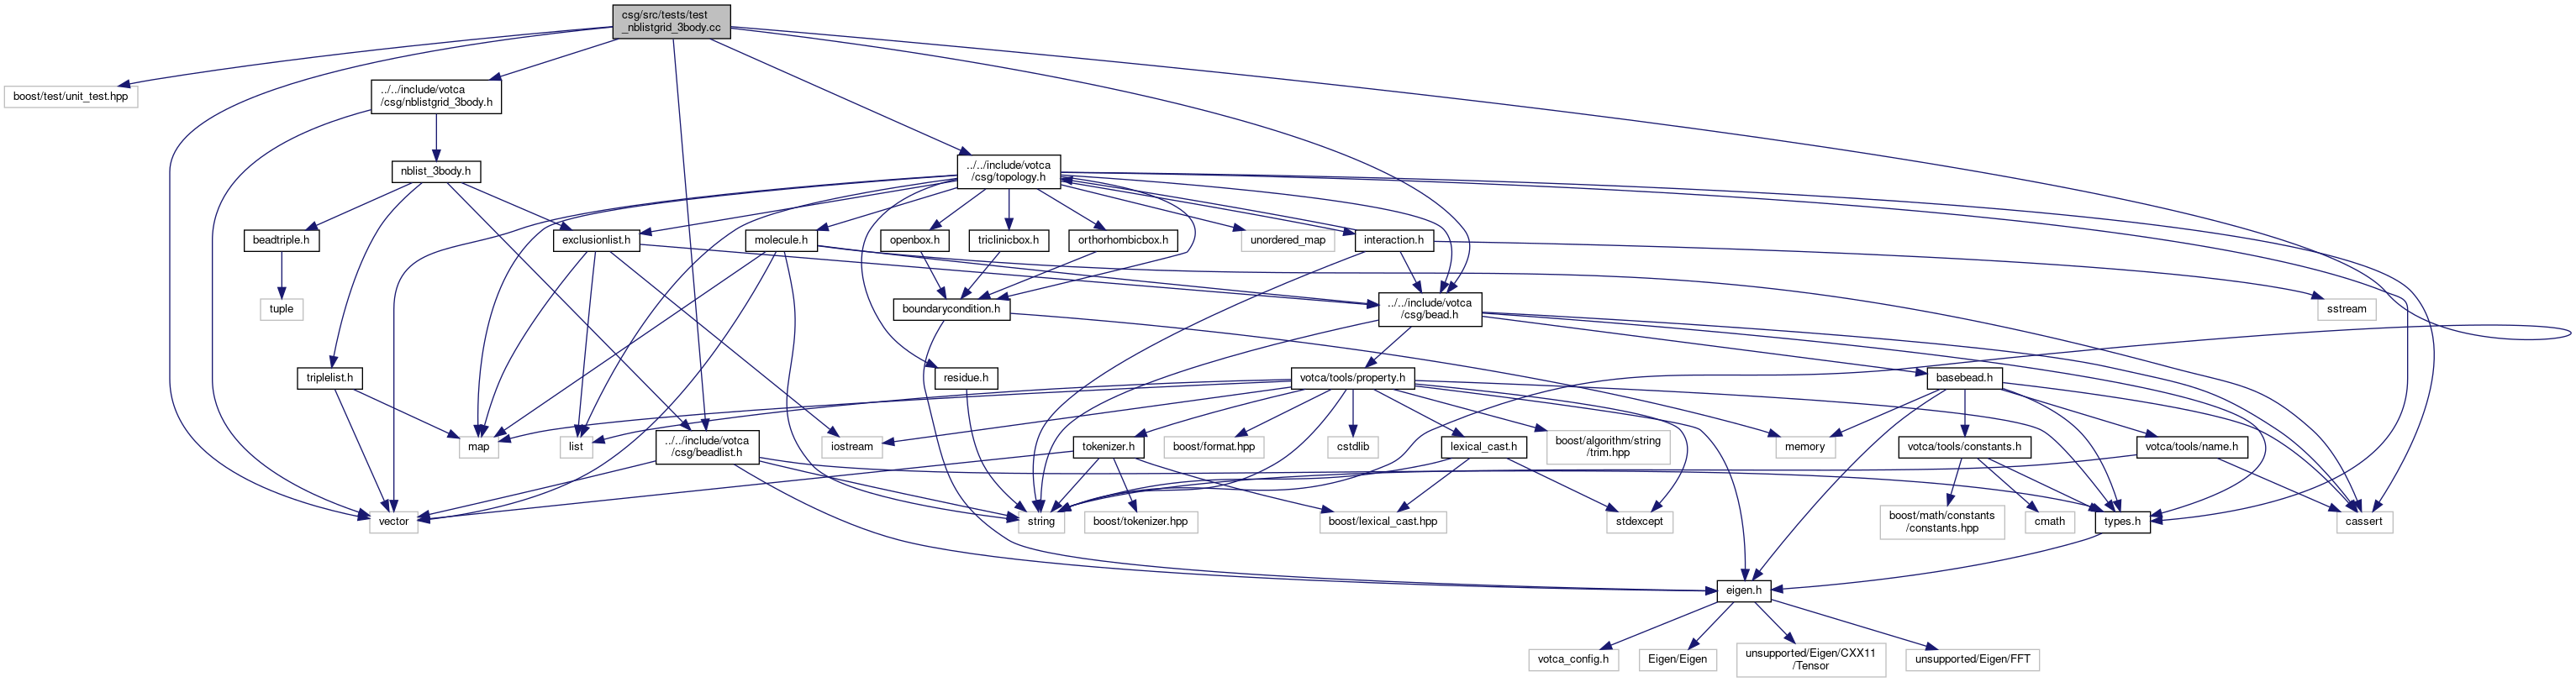 csg/src/tests/test
_nblistgrid_3body.cc
boost/test/unit_test.hpp
../../include/votca
/csg/nblistgrid_3body.h
nblist_3body.h
../../include/votca
/csg/topology.h
beadtriple.h
exclusionlist.h
molecule.h
openbox.h
triclinicbox.h
orthorhombicbox.h
unordered_map
interaction.h
tuple
boundarycondition.h
../../include/votca
/csg/bead.h
sstream
triplelist.h
residue.h
votca/tools/property.h
basebead.h
map
list
../../include/votca
/csg/beadlist.h
iostream
tokenizer.h
boost/format.hpp
cstdlib
lexical_cast.h
boost/algorithm/string
/trim.hpp
memory
votca/tools/constants.h
votca/tools/name.h
vector
string
boost/tokenizer.hpp
boost/lexical_cast.hpp
stdexcept
boost/math/constants
/constants.hpp
cmath
types.h
cassert
eigen.h
votca_config.h
Eigen/Eigen
unsupported/Eigen/CXX11
/Tensor
unsupported/Eigen/FFT